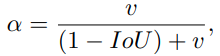 α = v / ((1 − IoU) + v),